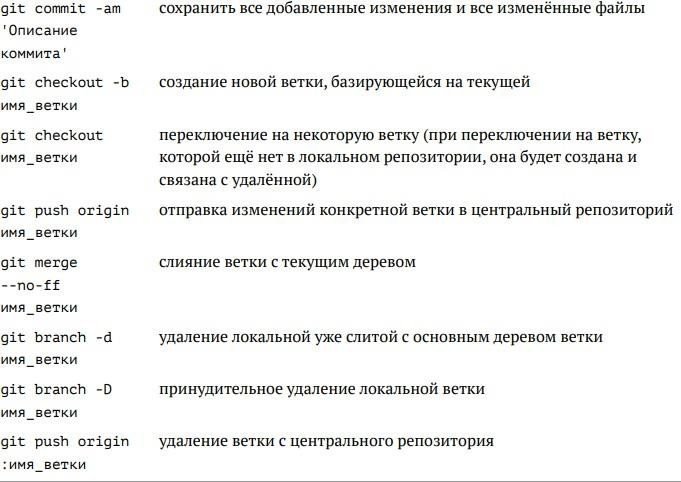 git commit -am сохранить все добавленные изменения и все изменённые файлы
'Описание
коммита'
git checkout -b создание новой ветки, базирующейся на текущей
имя_ветки
git checkout переключение на некоторую ветку (при переключении на ветку,
имя_ветки которой ещё нет в локальном репозитории, она будет создана и
связана с удалённой)
git push origin отправка изменений конкретной ветки в центральный репозиторий
имя_ветки
git merge слияние ветки с текущим деревом
--no-ff
имя_ветки
git branch -d удаление локальной уже слитой с основным деревом ветки
имя_ветки
git branch -D принудительное удаление локальной ветки
имя_ветки
git push origin удаление ветки с центрального репозитория
:имя_ветки